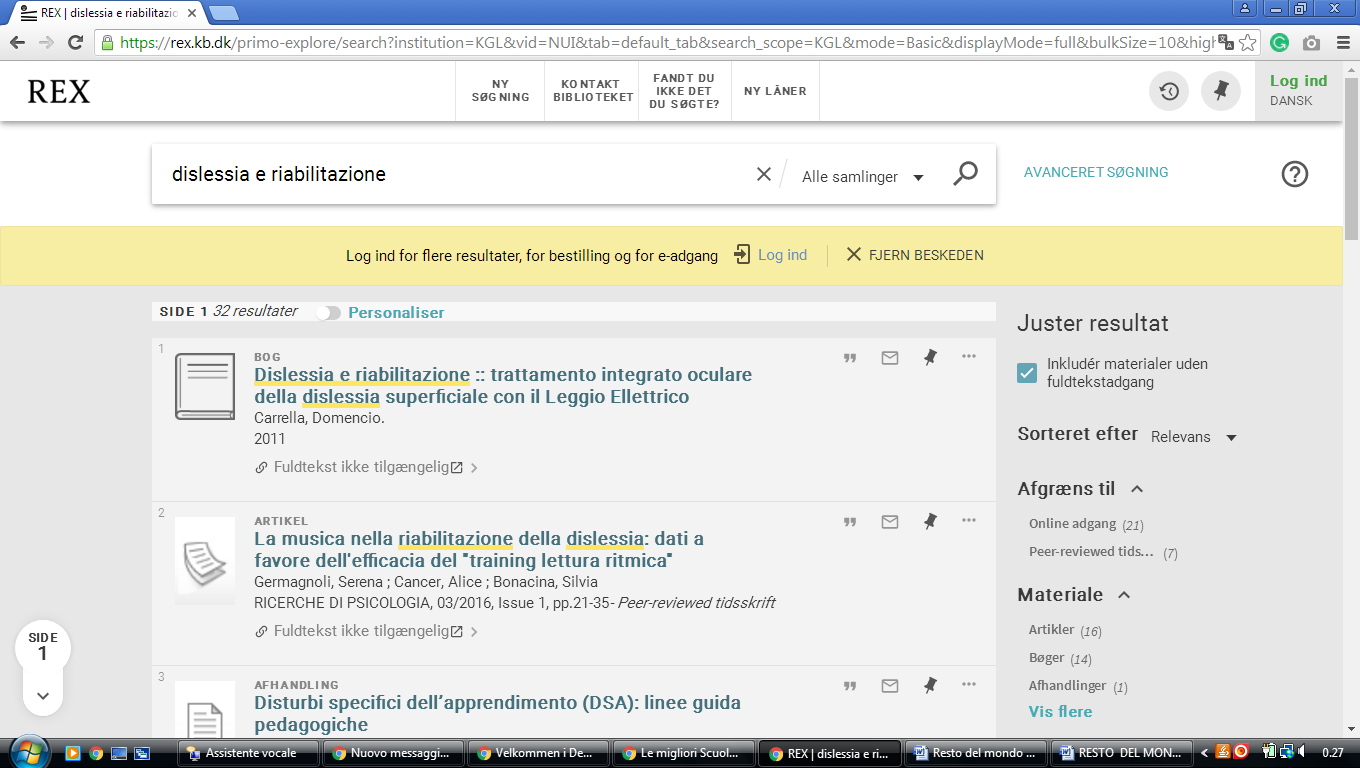 REX | dislessia e riabilitazio
https://rex.kb.dk/primo-explore/search?institution=KGL&vid=NUI&tab=default_tab&search_scope=KGL&mode=Basic&displayMode=full&bulkSize=10&high
REX
NY SØGNING
KONTAKT BIBLIOTEKET
FANDT DU IKKE DET DU SØGTE?
NY LÅNER
Log ind
DANSK
dislessia e riabilitazione
Alle samlinger
AVANCERET SØGNING
Log ind for flere resultater, for bestilling og for e-adgang Log ind FJERN BESKEDEN
SIDE 1 32 resultater Personaliser
1
BOG
Dislessia e riabilitazione :: trattamento integrato oculare
della dislessia superficiale con il Leggio Ellettrico
Carrella, Domencio.
2011
Fuldtekst ikke tilgængelig
2
ARTIKEL
La musica nella riabilitazione della dislessia: dati a
favore dell'efficacia del "training lettura ritmica"
Germagnoli, Serena ; Cancer, Alice ; Bonacina, Silvia
RICERCHE DI PSICOLOGIA, 03/2016, Issue 1, pp.21-35- Peer-reviewed tidsskrift
Fuldtekst ikke tilgængelig
3
AFHANDLING
Disturbi specifici dell’apprendimento (DSA): linee guida
pedagogiche
Juster resultat
Inkludér materialer uden
fuldtekstadgang
Sorteret efter Relevans
Afgræns til
Online adgang (21)
Peer-reviewed tids... (7)
Materiale
Artikler (16)
Bøger (14)
Afhandlinger (1)
Vis flere
SIDE
1
Assistente vocale
Nuovo messaggi...
Velkommen i De...
Le migliori Scuol...
REX | dislessia e ri...
Resto del mondo ...
RESTO DEL MON...
0.27